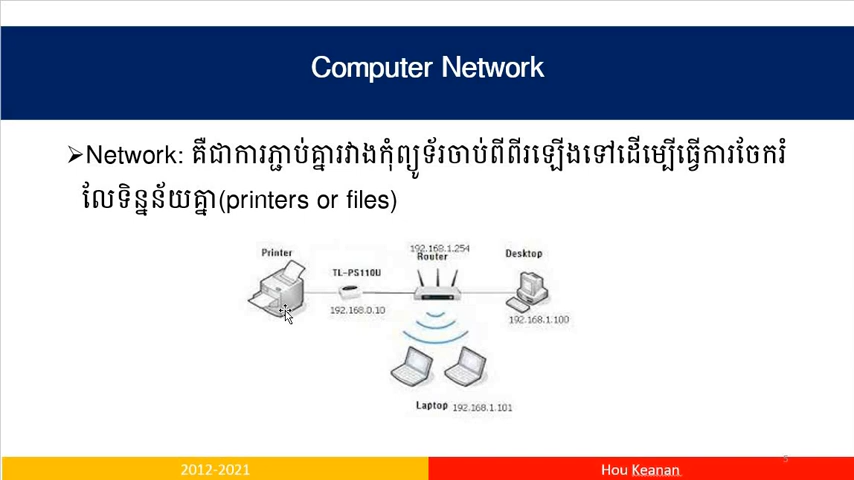 Computer Network
➢Network: គឺជាការភ្ជាប់គ្នារវាងកុំព្យូទ័រចាប់ពីពីរឡើងទៅដើម្បើធ្វើការចែករំ
លែទិន្នន័យគ្នា(printers or files)
192.168.1.254
Printer
Router
Desktop
TL-PS110U
192.168.0.10
192.168.1.100
Laptop 192.168.1.101
5
2012-2021
Hou Keanan